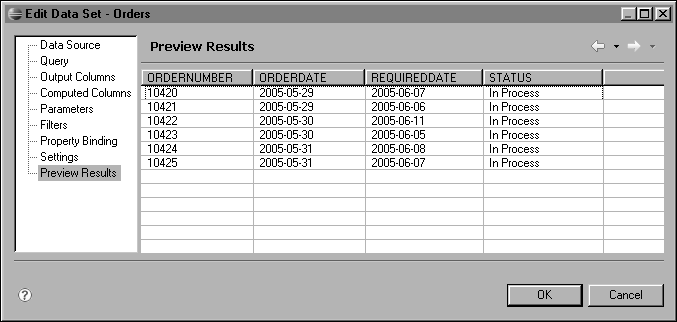 Edit Data Set - Orders
Data Source
Query
Output Columns
Computed Columns
Parameters
Filters
Property Binding
Settings
Preview Results
Preview Results
ORDERNUMBER ORDERDATE REQUIREDDATE STATUS
10420 2005-05-29 2005-06-07 In Process
10421 2005-05-29 2005-06-06 In Process
10422 2005-05-30 2005-06-11 In Process
10423 2005-05-30 2005-06-05 In Process
10424 2005-05-31 2005-06-08 In Process
10425 2005-05-31 2005-06-07 In Process
?
OK Cancel